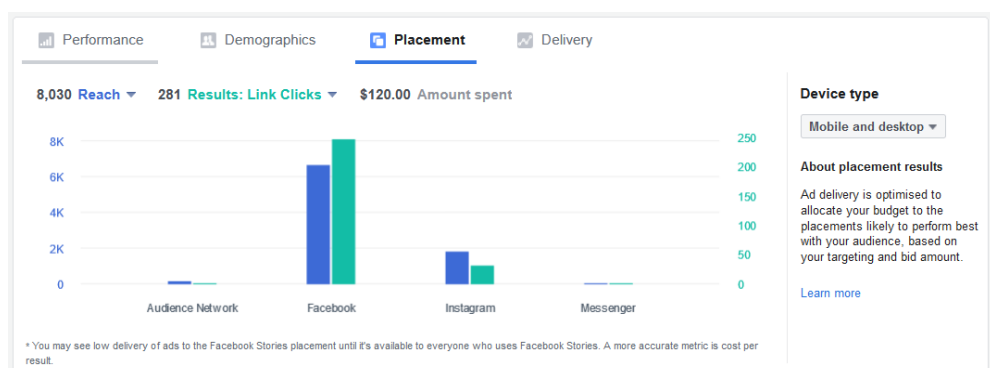 Performance
Demographics
Placement
Delivery
8,030 Reach
281 Results: Link Clicks
$120.00 Amount spent
8K
6K
4K
2K
0
250
200
150
100
50
0
Audience Network
Facebook
Instagram
Messenger
* You may see low delivery of ads to the Facebook Stories placement until it's available to everyone who uses Facebook Stories. A more accurate metric is cost per
result.
Device type
Mobile and desktop
About placement results
Ad delivery is optimised to
allocate your budget to the
placements likely to perform best
with your audience, based on
your targeting and bid amount.
Learn more